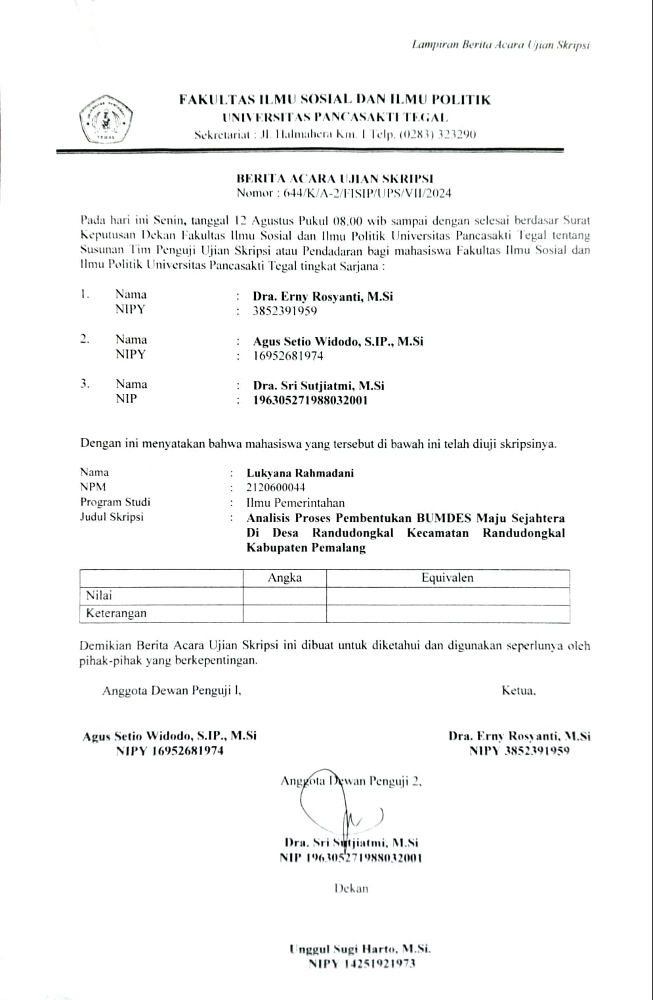 Lampiran Berita Acara Ujian Skripsi
FAKULTAS ILMU SOSIAL DAN ILMU POLITIK
UNIVERSITAS PANCASAKTI TEGAL
Sekretariat : Jl. Halmahera Km. 1 Telp. (0283) 323290
TEGAL
BERITA ACARA UJIAN SKRIPSI
Nomor : 644/K/A-2/FISIP/UPS/VII/2024
Pada hari ini Senin, tanggal 12 Agustus Pukul 08.00 wib sampai dengan selesai berdasar Surat
Keputusan Dekan Fakultas Ilmu Sosial dan Ilmu Politik Universitas Pancasakti Tegal tentang
Susunan Tim Penguji Ujian Skripsi atau Pendadaran bagi mahasiswa Fakultas Ilmu Sosial dan
Ilmu Politik Universitas Pancasakti Tegal tingkat Sarjana :
1. Nama : Dra. Erny Rosyanti, M.Si
NIPY : 3852391959
2. Nama : Agus Setio Widodo, S.IP., M.Si
NIPY : 16952681974
3. Nama : Dra. Sri Sutjiatmi, M.Si
NIP : 196305271988032001
Dengan ini menyatakan bahwa mahasiswa yang tersebut di bawah ini telah diuji skripsinya.
Nama : Lukyana Rahmadani
NPM : 2120600044
Program Studi : Ilmu Pemerintahan
Judul Skripsi : Analisis Proses Pembentukan BUMDES Maju Sejahtera
Di Desa Randudongkal Kecamatan Randudongkal
Kabupaten Pemalang
Angka Equivalen
Nilai
Keterangan
Demikian Berita Acara Ujian Skripsi ini dibuat untuk diketahui dan digunakan seperlunya oleh
pihak-pihak yang berkepentingan.
Anggota Dewan Penguji 1, Ketua,
Agus Setio Widodo, S.IP., M.Si Dra. Erny Rosyanti, M.Si
NIPY 16952681974 NIPY 3852391959
Anggota Dewan Penguji 2,
Dra. Sri Sutjiatmi, M.Si
NIP 196305271988032001
Dekan
Unggul Sugi Harto, M.Si.
NIPY 14251921973